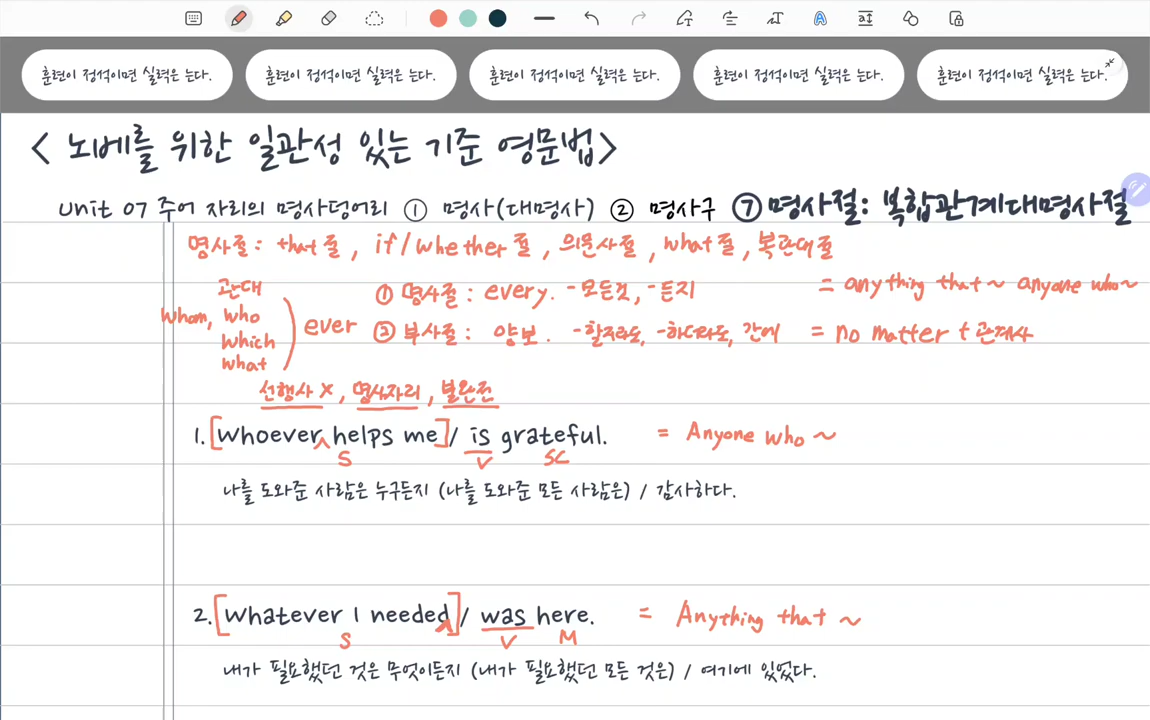 훈련이 정석이면 실력은 는다. 훈련이 정석이면 실력은 는다. 훈련이 정석이면 실력은 는다. 훈련이 정석이면 실력은 는다. 훈련이 정석이면 실력은 는다.
< 노베를 위한 일관성 있는 기준 영문법>
unit 07 주어 자리의 명사덩어리 ① 명사(대명사) ② 명사구 ⑦ 명사절: 복합관계대명사절
명사절: that절, if/whether절, 의문사절, what절, 복관대절
관대
whom, who
which
what
ever
① 명사절: every. -모든것, -든지 = anything that~ anyone who~
② 부사절: 양보. -할지라도, -하더라도, 간에 = no matter + 관계사
선행사 X, 명사자리, 불완전
1. [Whoever helps me] / is grateful. = Anyone who ~
S V SC
나를 도와준 사람은 누구든지 (나를 도와준 모든 사람은) / 감사하다.
2. [Whatever I needed] / was here. = Anything that ~
S V M
내가 필요했던 것은 무엇이든지 (내가 필요했던 모든 것은) / 여기에 있었다.